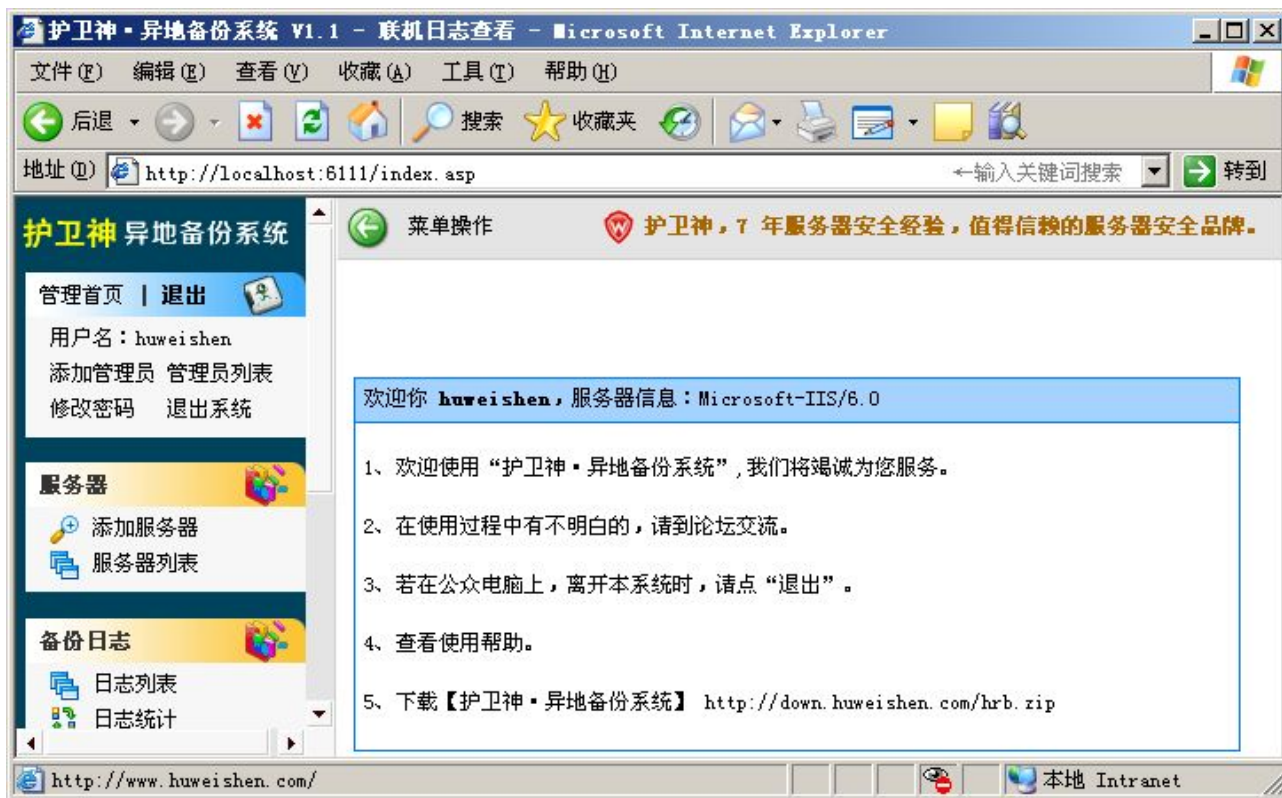 护卫神·异地备份系统 V1.1 - 联机日志查看 - Microsoft Internet Explorer
文件(F) 编辑(E) 查看(V) 收藏(A) 工具(T) 帮助(H)
后退 搜索 收藏夹
地址(D) http://localhost:6111/index.asp ←输入关键词搜索 转到
护卫神 异地备份系统
菜单操作 护卫神,7 年服务器安全经验,值得信赖的服务器安全品牌。
管理首页 | 退出
用户名:huweishen
添加管理员 管理员列表
修改密码 退出系统
服务器
添加服务器
服务器列表
备份日志
日志列表
日志统计
欢迎你 huweishen,服务器信息:Microsoft-IIS/6.0
1、欢迎使用“护卫神·异地备份系统”,我们将竭诚为您服务。
2、在使用过程中有不明白的,请到论坛交流。
3、若在公众电脑上,离开本系统时,请点“退出”。
4、查看使用帮助。
5、下载【护卫神·异地备份系统】 http://down.huweishen.com/hrb.zip
http://www.huweishen.com/ 本地 Intranet